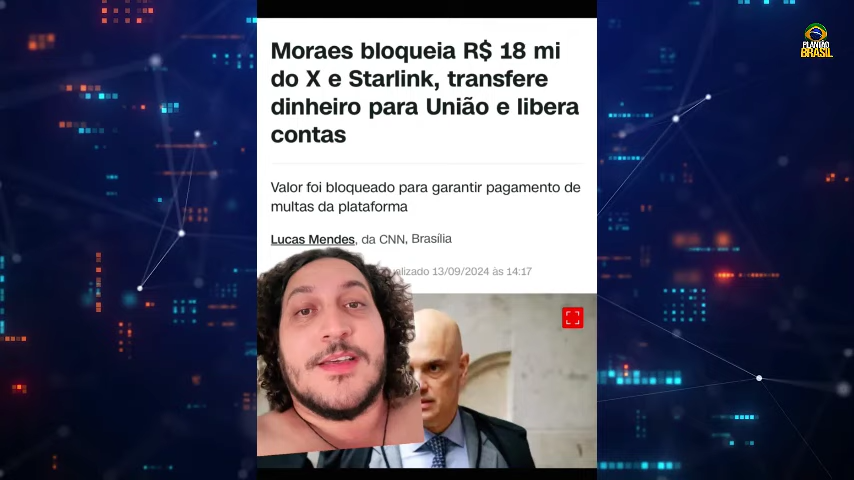 Moraes bloqueia R$ 18 mi
do X e Starlink, transfere
dinheiro para União e libera
contas
Valor foi bloqueado para garantir pagamento de
multas da plataforma
Lucas Mendes, da CNN, Brasília
13/09/2024 às 14:17
PLANTÃO
BRASIL